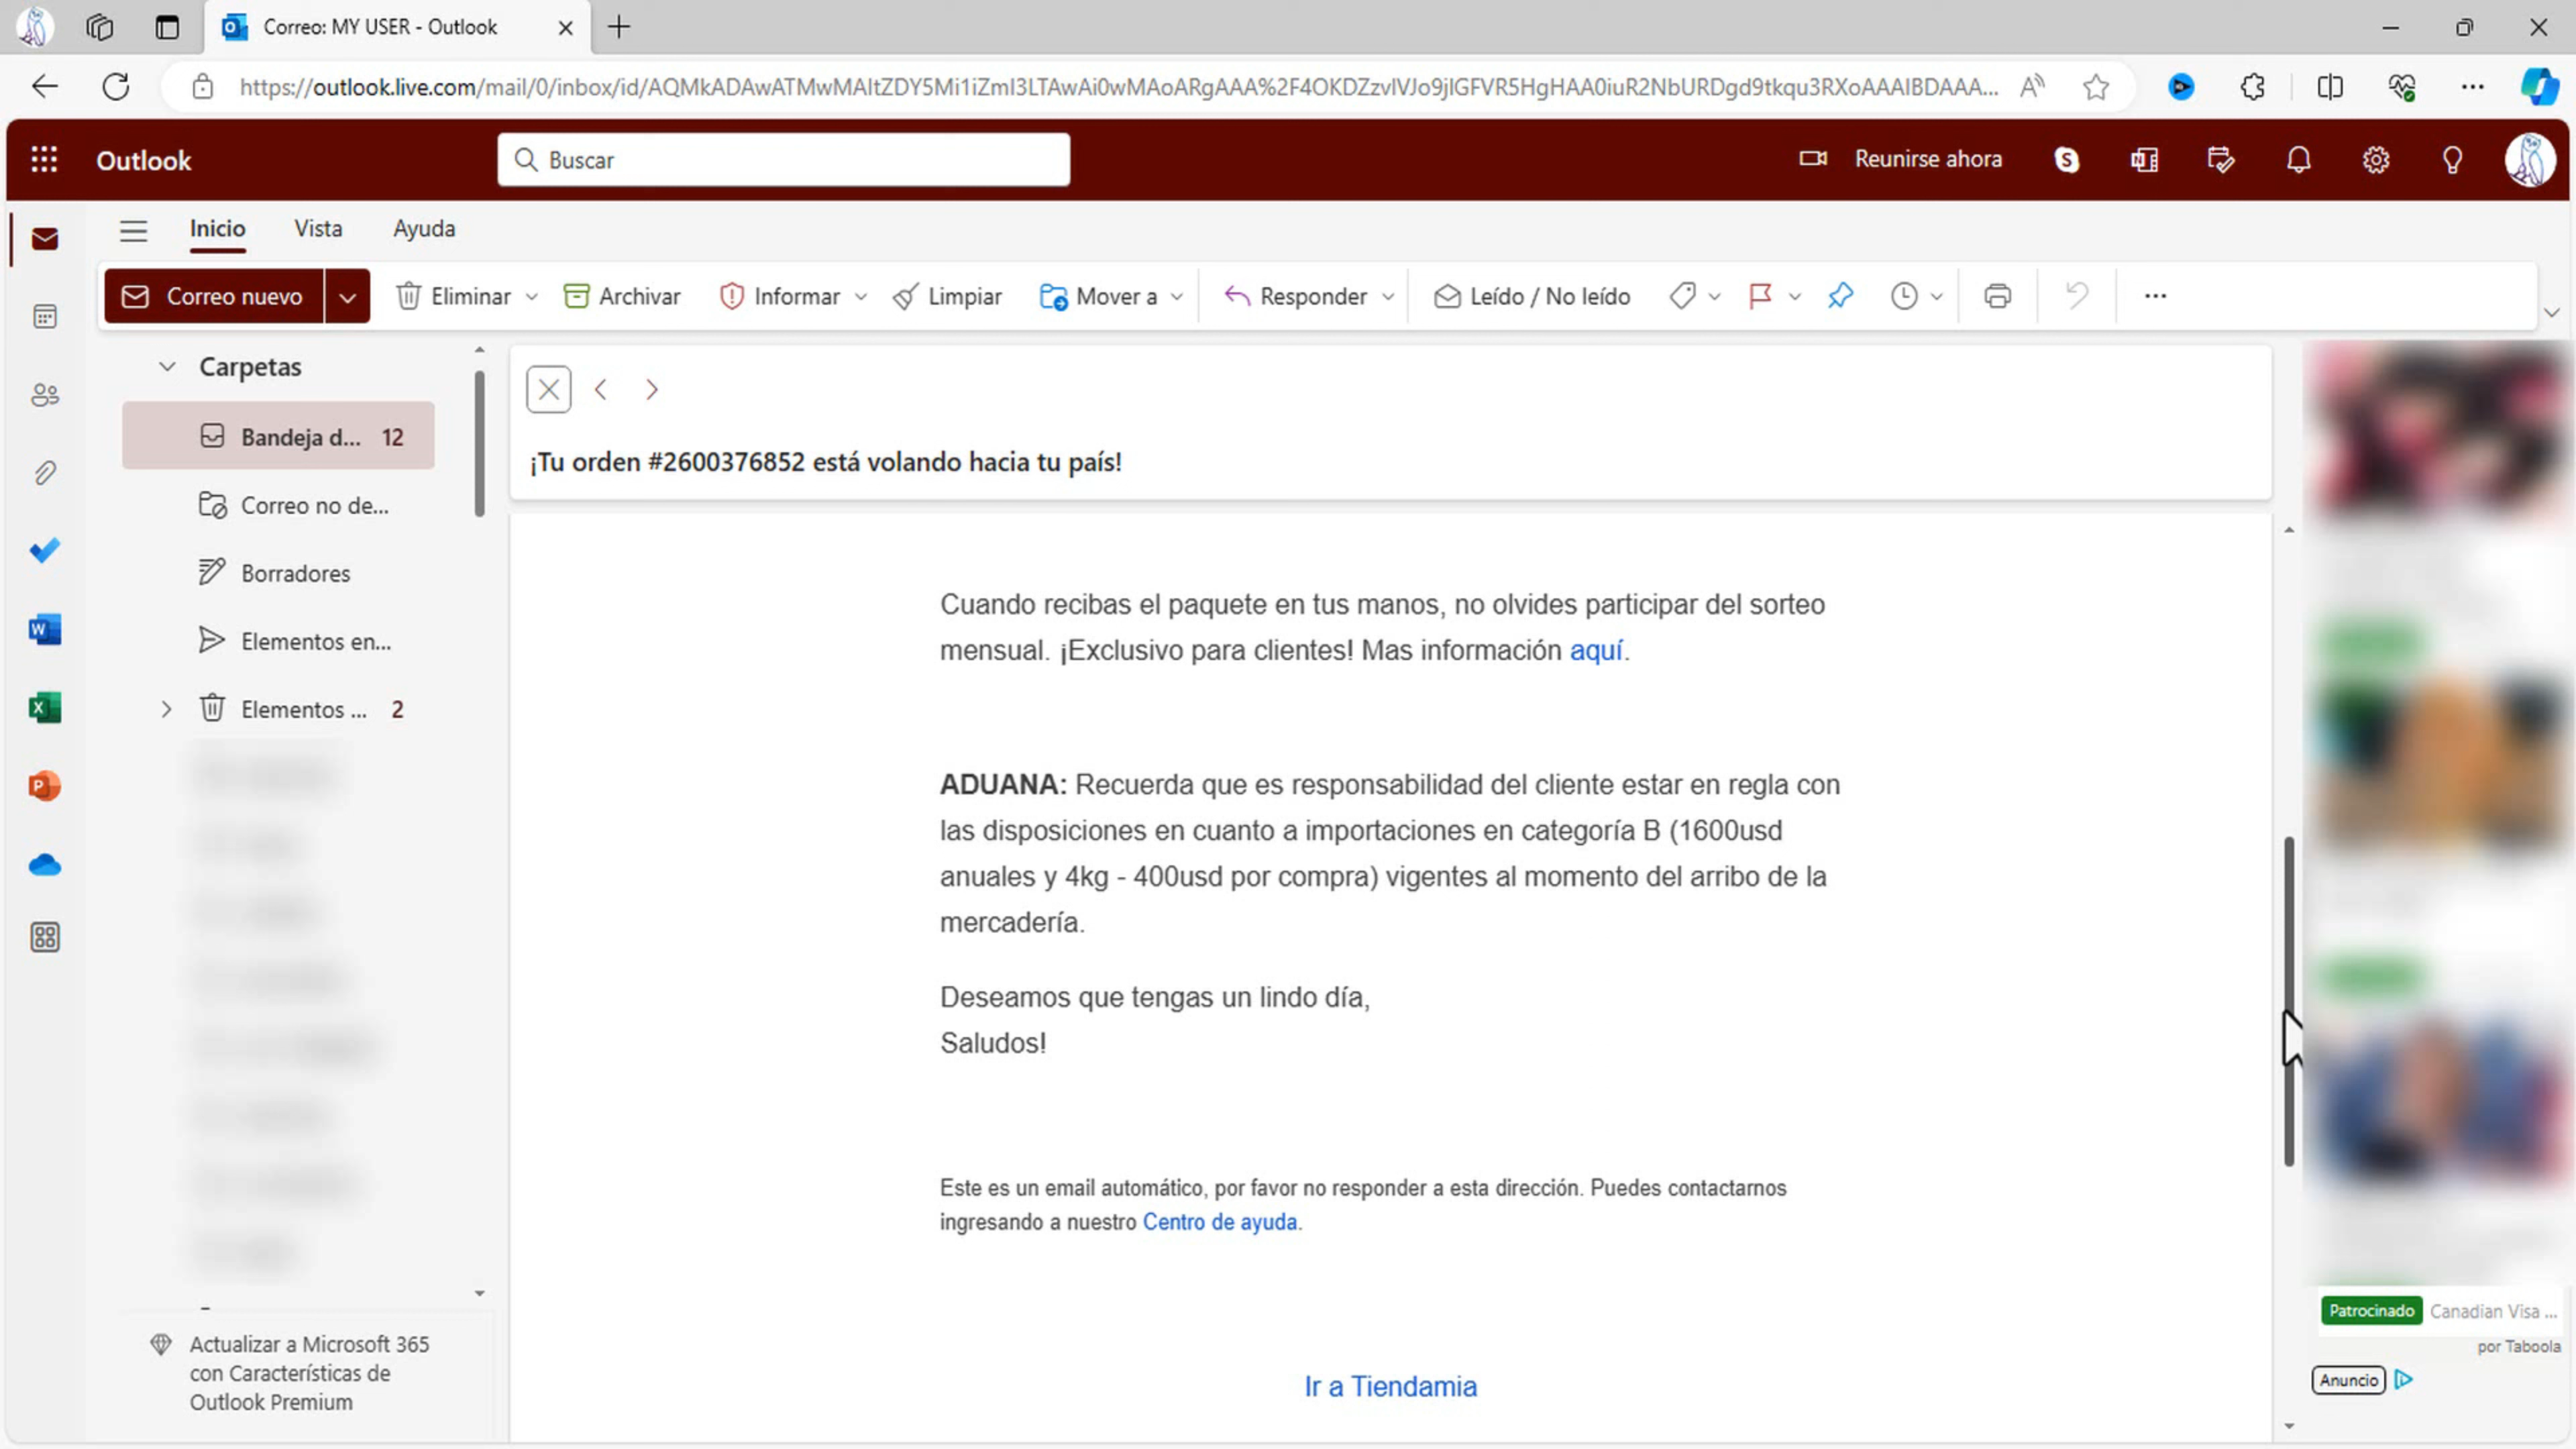 Correo: MY USER - Outlook
https://outlook.live.com/mail/0/inbox/id/AQMkADAwATMwMAItZDY5Mi1iZmI3LTAwAi0wMAoARgAAA%2F4OKDZzvIVJo9jIGFVR5HgHAA0iuR2NbURDgd9tkqu3RXoAAAIBDAAA...
Outlook
Buscar
Reunirse ahora
Inicio Vista Ayuda
Correo nuevo Eliminar Archivar Informar Limpiar Mover a Responder Leído / No leído
Carpetas
Bandeja d... 12
Correo no de...
Borradores
Elementos en...
Elementos ... 2
Actualizar a Microsoft 365
con Características de
Outlook Premium
¡Tu orden #2600376852 está volando hacia tu país!
Cuando recibas el paquete en tus manos, no olvides participar del sorteo
mensual. ¡Exclusivo para clientes! Mas información aquí.
ADUANA: Recuerda que es responsabilidad del cliente estar en regla con
las disposiciones en cuanto a importaciones en categoría B (1600usd
anuales y 4kg - 400usd por compra) vigentes al momento del arribo de la
mercadería.
Deseamos que tengas un lindo día,
Saludos!
Este es un email automático, por favor no responder a esta dirección. Puedes contactarnos
ingresando a nuestro Centro de ayuda.
Ir a Tiendamia
Patrocinado Canadian Visa ...
por Taboola
Anuncio